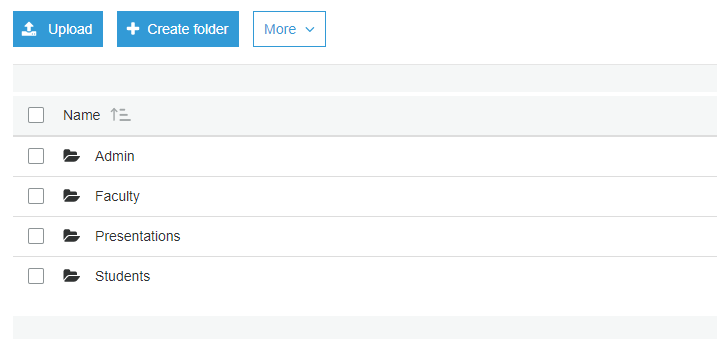 Upload Create folder More
Name
Admin
Faculty
Presentations
Students